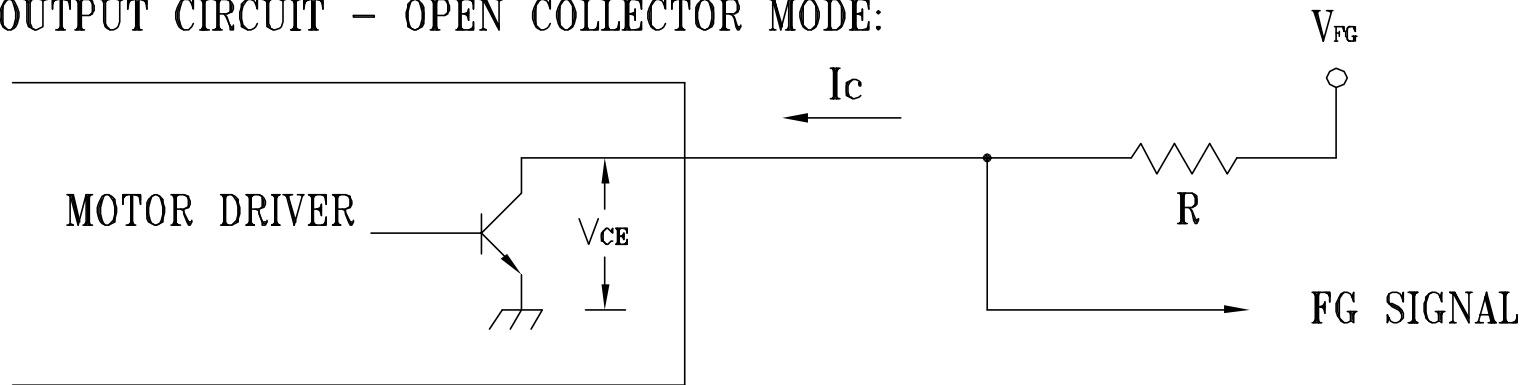 OUTPUT CIRCUIT – OPEN COLLECTOR MODE:
VFG
Ic
MOTOR DRIVER
VCE
R
FG SIGNAL